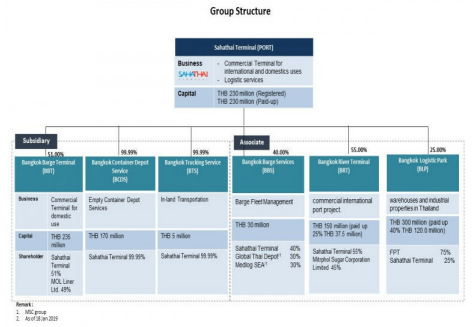 Group Structure
Sahathai Terminal (PORT)
Business
- Commercial Terminal for international and domestics uses
- Logistic services
SAHATHAI
Capital
THB 230 million (Registered)
THB 230 million (Paid-up)
Subsidiary
Associate
51.00%
99.99%
99.99%
40.00%
55.00%
25.00%
Bangkok Barge Terminal
(BBT)
Bangkok Container Depot
Service
(BCDS)
Bangkok Trucking Service
(BTS)
Bangkok Barge Services
(BBS)
Bangkok River Terminal
(BRT)
Bangkok Logistic Park
(BLP)
Business
Commercial
Terminal for
domestic
use
Empty Container Depot
Services
In-land Transportation
Barge Fleet Management
commercial international
port project.
warehouses and industrial
properties in Thailand
Capital
THB 235
million
THB 170 million
THB 5 million
THB 30 million
THB 150 million (paid up
25% THB 37.5 million)
THB 300 million (paid up
40% THB 120.0 million)
Shareholder
Sahathai
Terminal
51%
MOL Liner
Ltd. 49%
Sahathai Terminal 99.99%
Sahathai Terminal 99.99%
Sahathai Terminal 40%
Global Thai Depot 30%
Medlog SEA 30%
Sahathai Terminal 55%
Mitrphol Sugar Corporation
Limited 45%
FPT 75%
Sahathai Terminal 25%
Remark :
1. MSC group
2. As of 18 Jan 2019